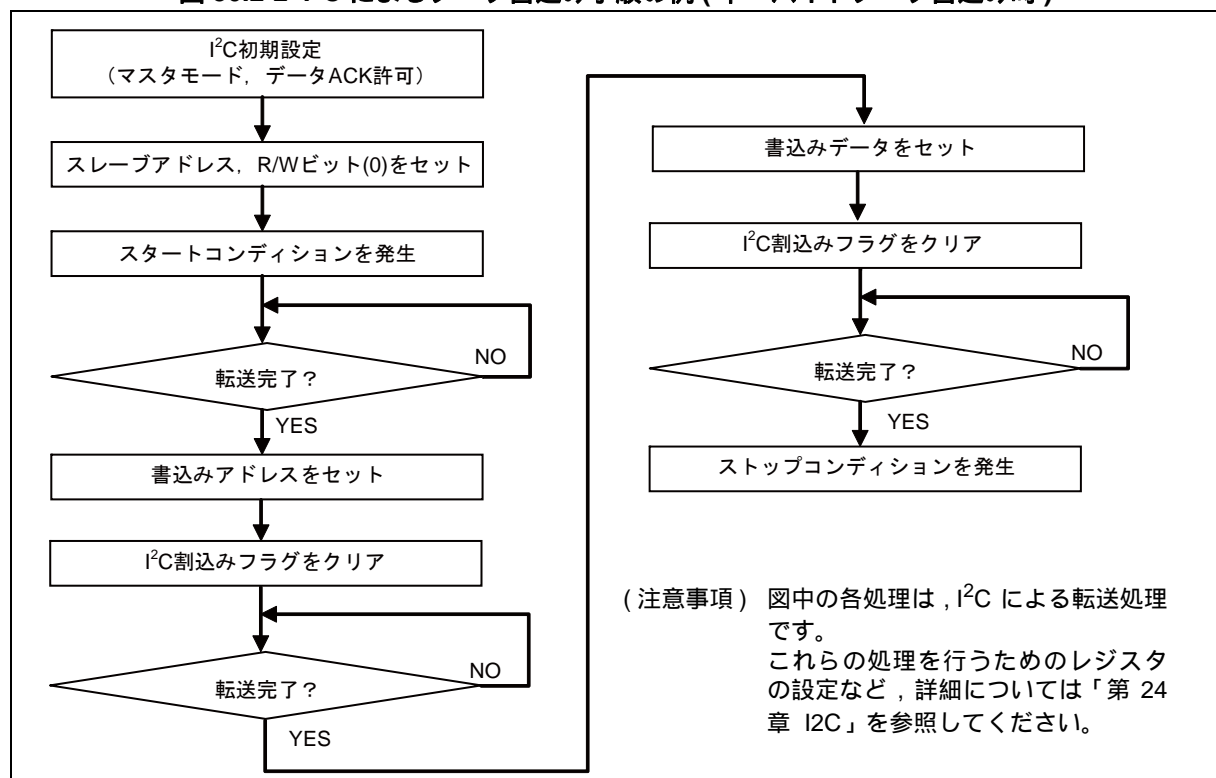 I²C初期設定
(マスタモード，データACK許可)
スレーブアドレス，R/Wビット(0)をセット
スタートコンディションを発生
転送完了？
NO
YES
書込みアドレスをセット
I²C割込みフラグをクリア
転送完了？
NO
YES
書込みデータをセット
I²C割込みフラグをクリア
転送完了？
NO
YES
ストップコンディションを発生
( 注意事項 ) 図中の各処理は , I²C による転送処理
です。
これらの処理を行うためのレジスタ
の設定など , 詳細については「第 24
章 I2C」を参照してください。